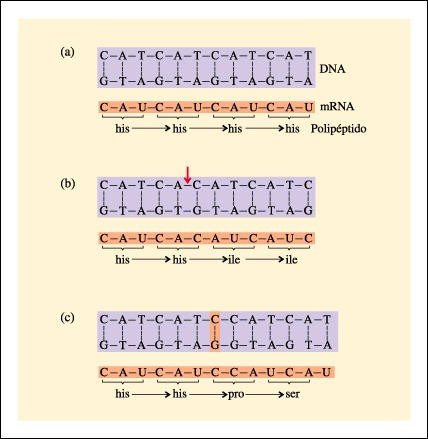 (a)
C–A–T–C–A–T–C–A–T–C–A–T
DNA
G–T–A–G–T–A–G–T–A–G–T–A
C–A–U–C–A–U–C–A–U–C–A–U mRNA
his his his his Polipéptido
(b)
C–A–T–C–A–C–A–T–C–A–T–C
G–T–A–G–T–G–T–A–G–T–A–G
C–A–U–C–A–C–A–U–C–A–U–C
his his ile ile
(c)
C–A–T–C–A–T–C–C–A–T–C–A–T
G–T–A–G–T–A–G–G–T–A–G–T–A
C–A–U–C–A–U–C–C–A–U–C–A–U
his his pro ser